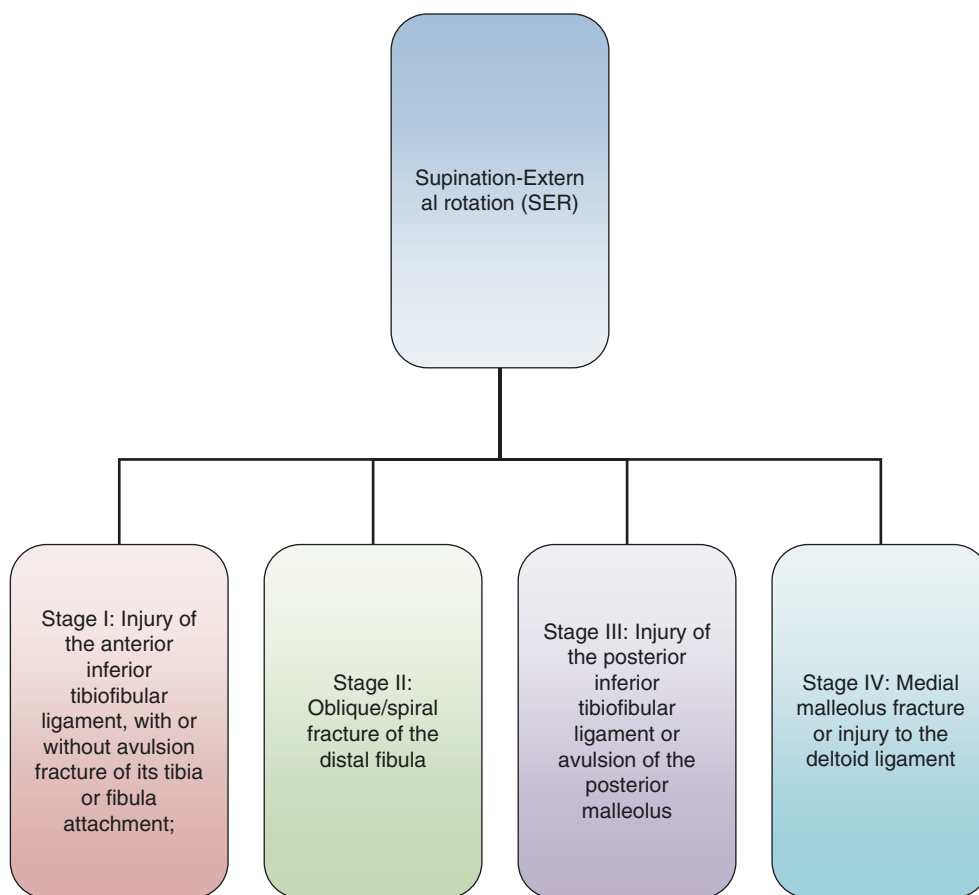 Supination-Extern
al rotation (SER)
Stage I: Injury of
the anterior
inferior
tibiofibular
ligament, with or
without avulsion
fracture of its tibia
or fibula
attachment;
Stage II:
Oblique/spiral
fracture of the
distal fibula
Stage III: Injury of
the posterior
inferior
tibiofibular
ligament or
avulsion of the
posterior
malleolus
Stage IV: Medial
malleolus fracture
or injury to the
deltoid ligament